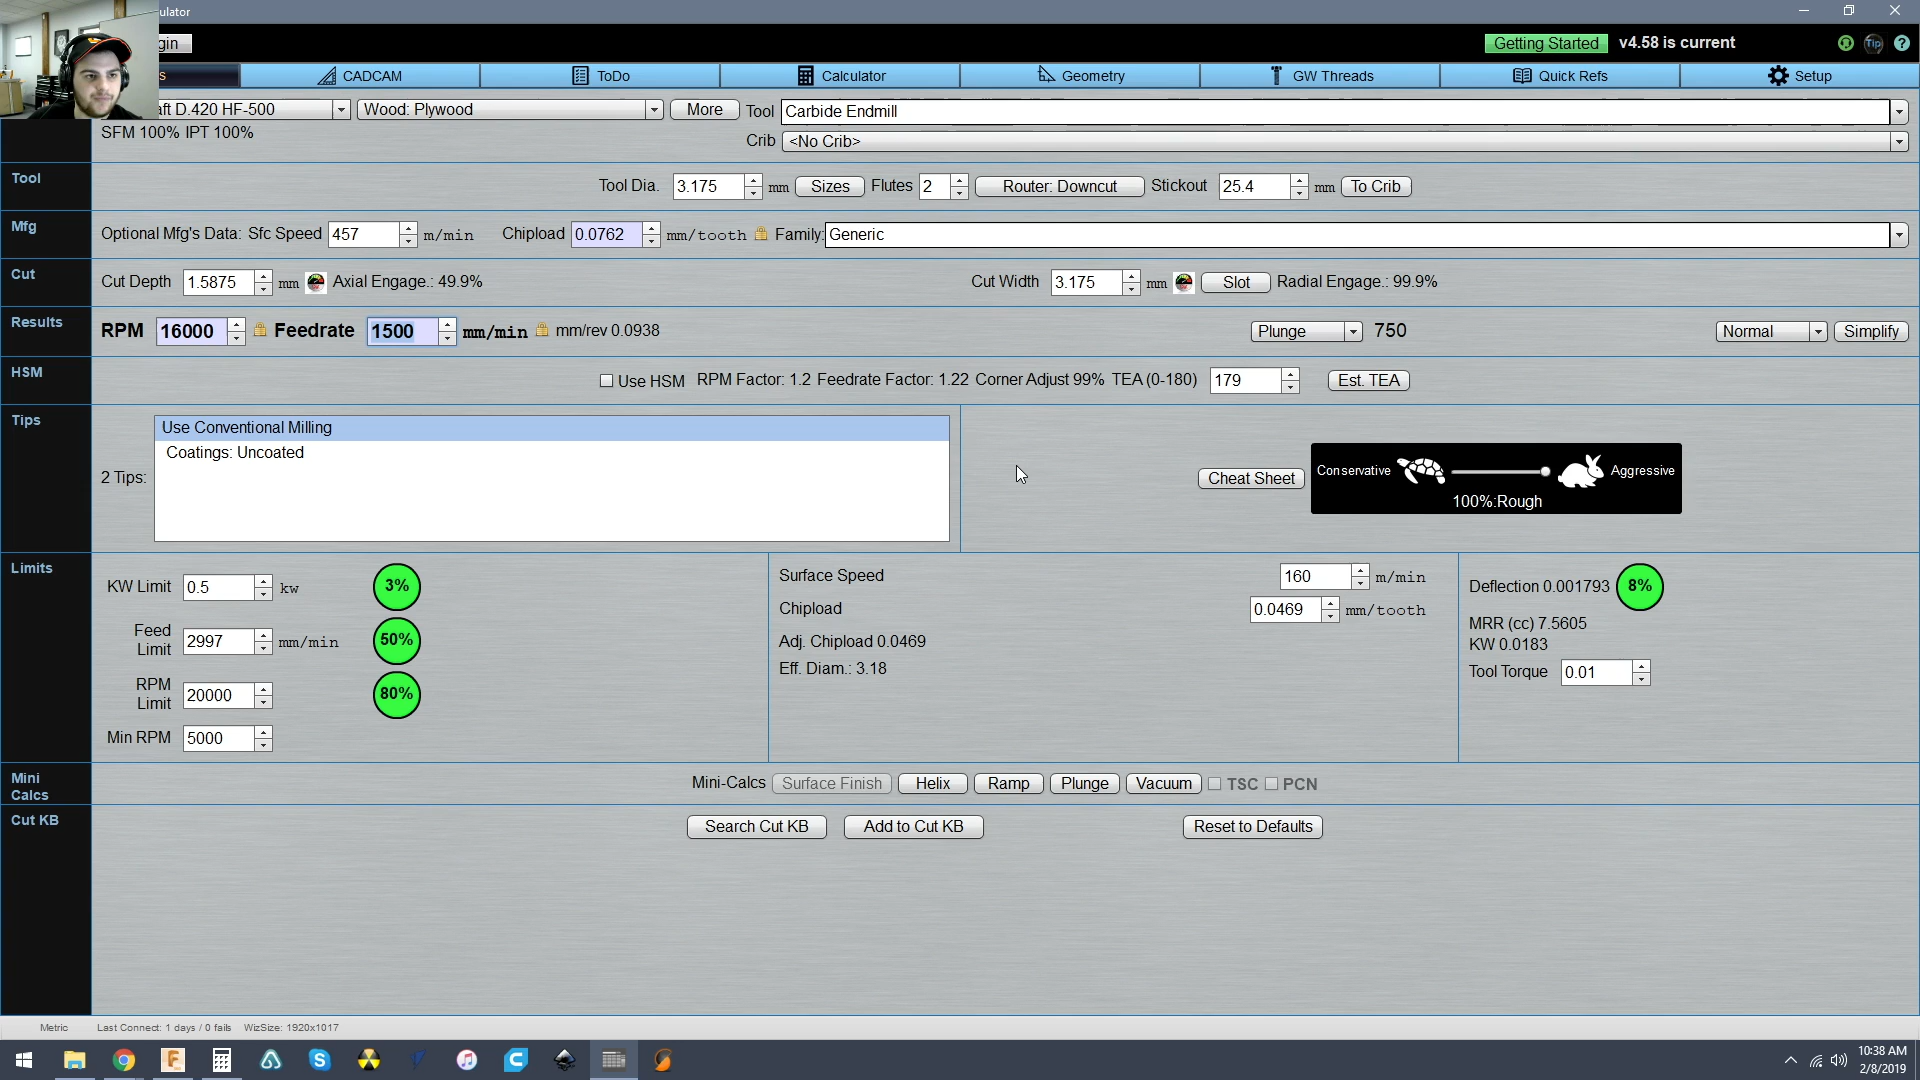 ulator
gin
Getting Started v4.58 is current Tip ?
s CADCAM ToDo Calculator Geometry GW Threads Quick Refs Setup
aft D.420 HF-500 Wood: Plywood More Tool Carbide Endmill
SFM 100% IPT 100% Crib <No Crib>
Tool Tool Dia. 3.175 mm Sizes Flutes 2 Router: Downcut Stickout 25.4 mm To Crib
Mfg Optional Mfg's Data: Sfc Speed 457 m/min Chipload 0.0762 mm/tooth Family: Generic
Cut Cut Depth 1.5875 mm Axial Engage.: 49.9% Cut Width 3.175 mm Slot Radial Engage.: 99.9%
Results RPM 16000 Feedrate 1500 mm/min mm/rev 0.0938 Plunge 750 Normal Simplify
HSM Use HSM RPM Factor: 1.2 Feedrate Factor: 1.22 Corner Adjust 99% TEA (0-180) 179 Est. TEA
Tips
Use Conventional Milling
Coatings: Uncoated
2 Tips:
Cheat Sheet Conservative Aggressive
100%:Rough
Limits
KW Limit 0.5 kw 3%
Feed Limit 2997 mm/min 50%
RPM Limit 20000 80%
Min RPM 5000
Surface Speed 160 m/min
Chipload 0.0469 mm/tooth
Adj. Chipload 0.0469
Eff. Diam.: 3.18
Deflection 0.001793 8%
MRR (cc) 7.5605
KW 0.0183
Tool Torque 0.01
Mini Calcs Mini-Calcs Surface Finish Helix Ramp Plunge Vacuum TSC PCN
Cut KB Search Cut KB Add to Cut KB Reset to Defaults
Metric Last Connect: 1 days / 0 fails WizSize: 1920x1017
10:38 AM
2/8/2019